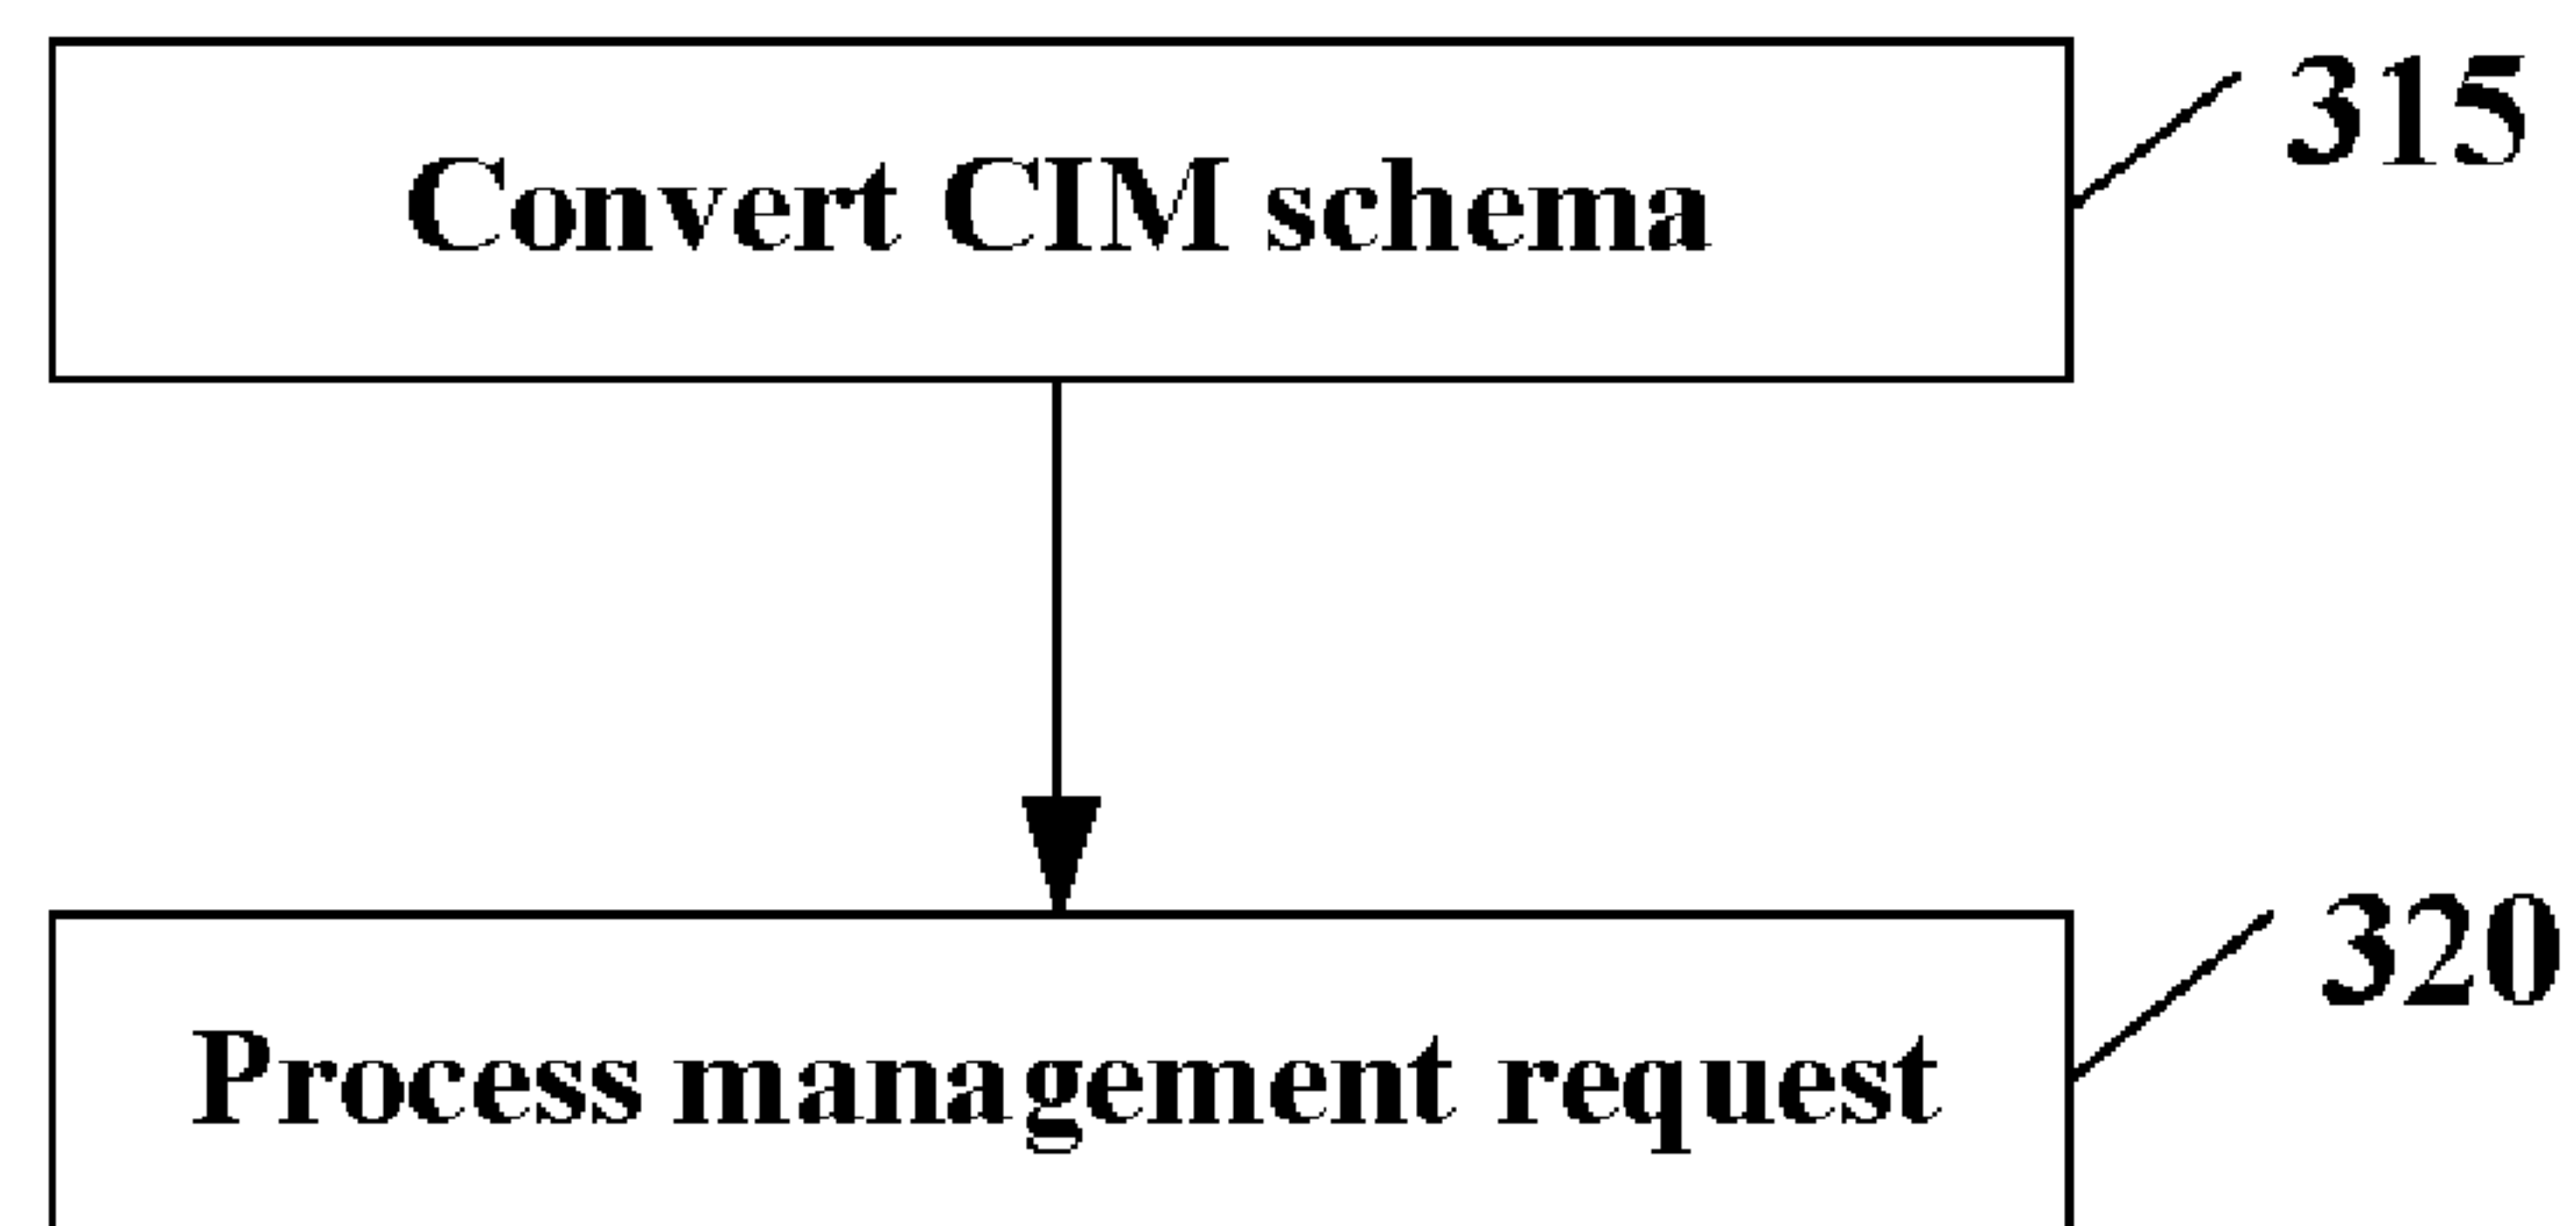 315
Convert CIM schema
320
Process management request